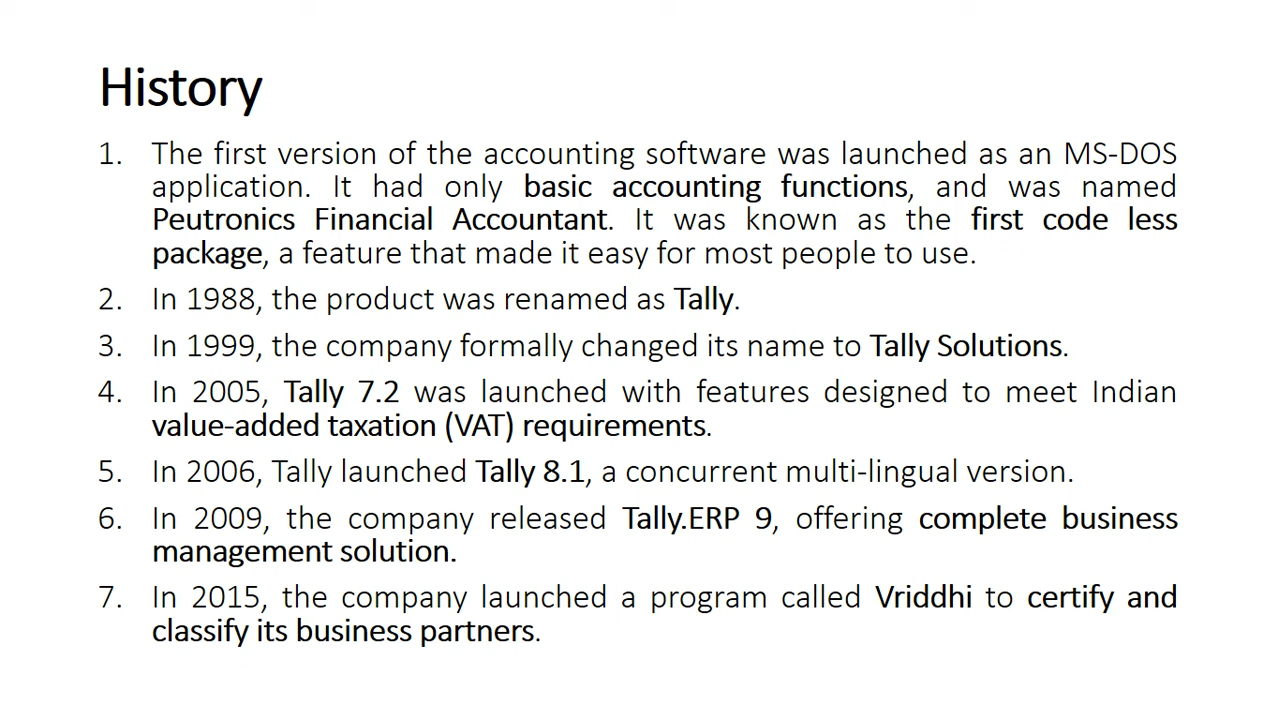 History
1. The first version of the accounting software was launched as an MS-DOS
application. It had only basic accounting functions, and was named
Peutronics Financial Accountant. It was known as the first code less
package, a feature that made it easy for most people to use.
2. In 1988, the product was renamed as Tally.
3. In 1999, the company formally changed its name to Tally Solutions.
4. In 2005, Tally 7.2 was launched with features designed to meet Indian
value-added taxation (VAT) requirements.
5. In 2006, Tally launched Tally 8.1, a concurrent multi-lingual version.
6. In 2009, the company released Tally.ERP 9, offering complete business
management solution.
7. In 2015, the company launched a program called Vriddhi to certify and
classify its business partners.